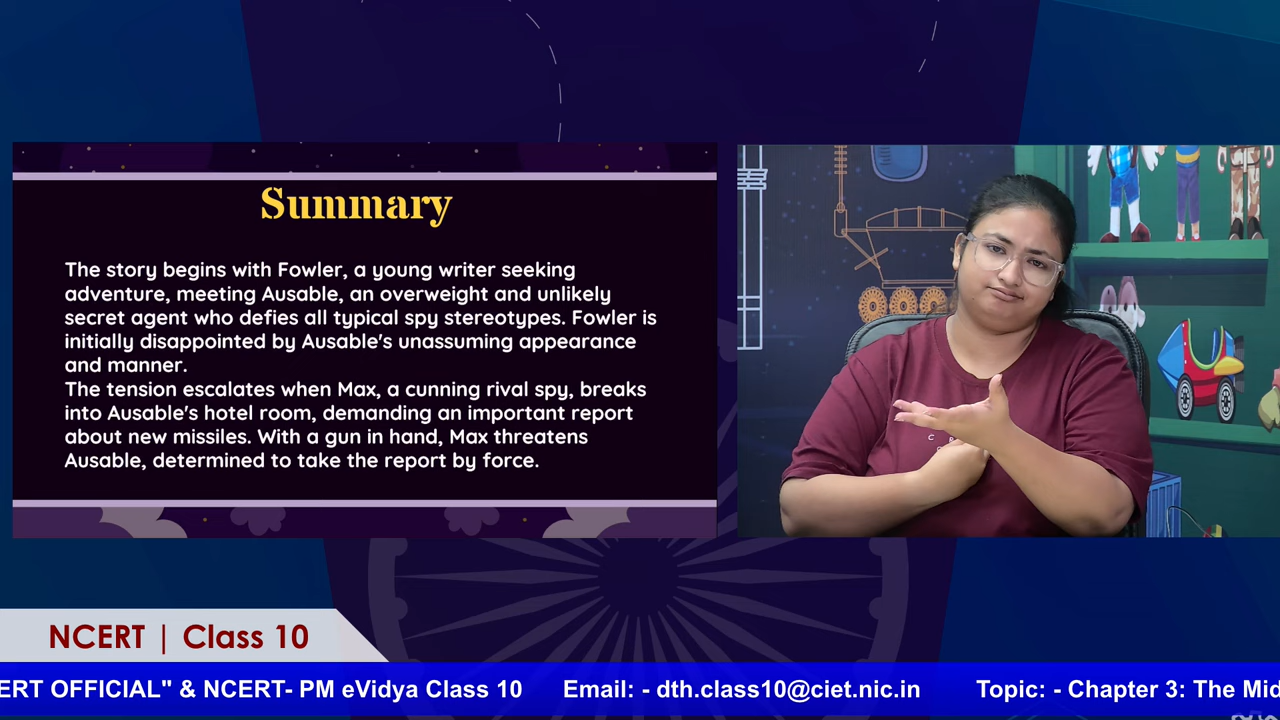 Summary
The story begins with Fowler, a young writer seeking
adventure, meeting Ausable, an overweight and unlikely
secret agent who defies all typical spy stereotypes. Fowler is
initially disappointed by Ausable's unassuming appearance
and manner.
The tension escalates when Max, a cunning rival spy, breaks
into Ausable's hotel room, demanding an important report
about new missiles. With a gun in hand, Max threatens
Ausable, determined to take the report by force.
NCERT | Class 10
ERT OFFICIAL" & NCERT- PM eVidya Class 10 Email: - dth.class10@ciet.nic.in Topic: - Chapter 3: The Mid